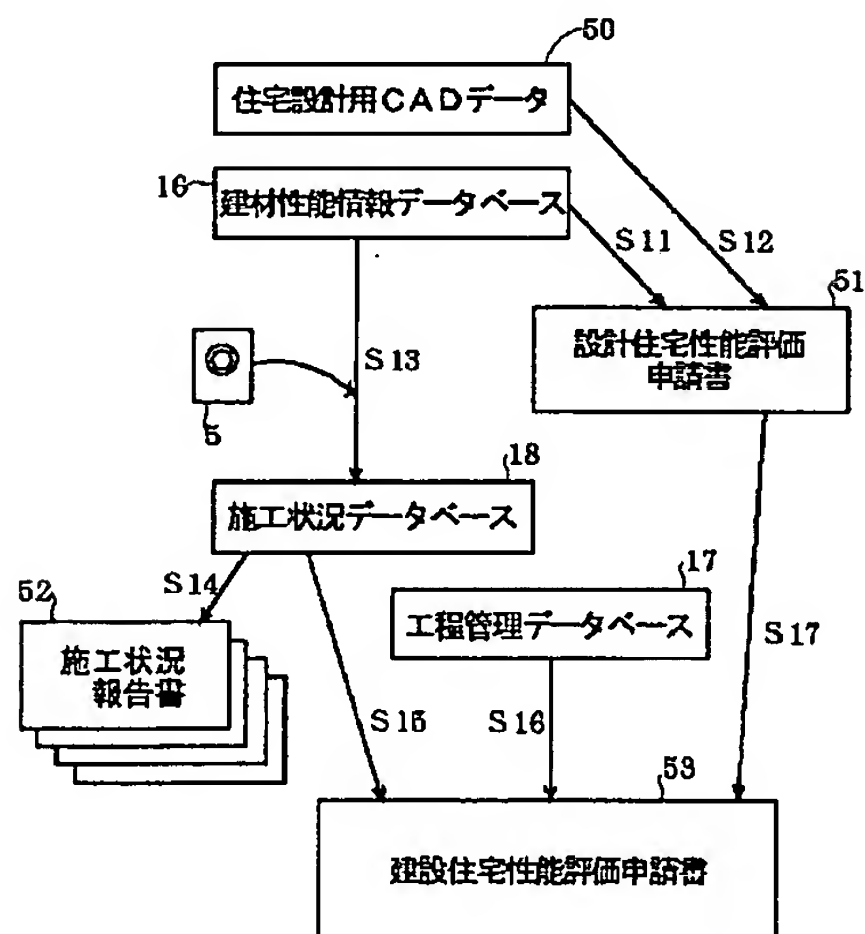 50
住宅設計用CADデータ
16
建材性能情報データベース
S11
S12
51
設計住宅性能評価
申請書
S13
5
18
施工状況データベース
52
S14
17
工程管理データベース
施工状況
報告書
S15
S16
S17
53
建設住宅性能評価申請書